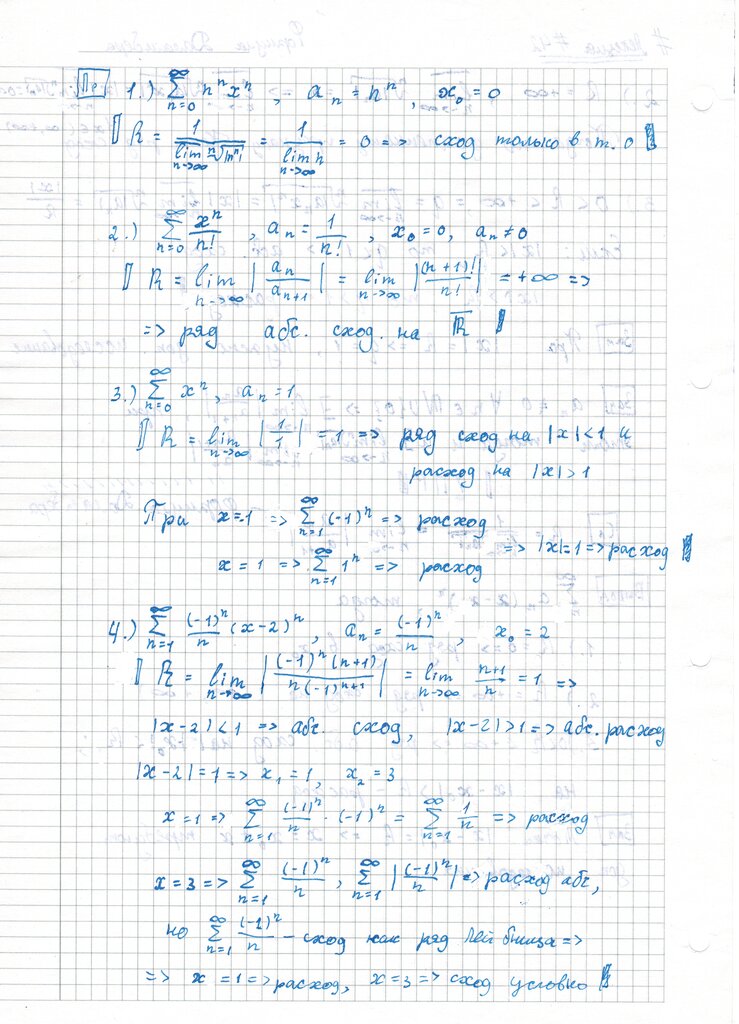 Пр. 1.) ∑_{n=0}^{∞} n^n x^n , a_n = n^n , x_0 = 0
[] R = 1/(lim_{n→∞} ⁿ√|n^n|) = 1/(lim_{n→∞} n) = 0 => сход только в т. 0 []
2.) ∑_{n=0}^{∞} x^n/n! , a_n = 1/n! , x_0 = 0, a_n ≠ 0
[] R = lim_{n→∞} |a_n/a_{n+1}| = lim_{n→∞} |(n+1)!/n!| = +∞ =>
=> ряд абс. сход. на ℝ []
3.) ∑_{n=0}^{∞} x^n , a_n = 1
[] R = lim_{n→∞} |1/1| = 1 => ряд сход на |x|<1 и
расход на |x|>1
При x=-1 => ∑_{n=1}^{∞} (-1)^n => расход
=> |x|=1 => расход []
x = 1 => ∑_{n=1}^{∞} 1^n => расход
4.) ∑_{n=1}^{∞} (-1)^n/n (x-2)^n , a_n = (-1)^n/n , x_0 = 2
[] R = lim_{n→∞} |(-1)^n (n+1)/(n(-1)^{n+1})| = lim_{n→∞} (n+1)/n = 1 =>
|x-2|<1 => абс. сход, |x-2|>1 => абс. расход
|x-2|=1 => x_1 = 1, x_2 = 3
x=1 => ∑_{n=1}^{∞} (-1)^n/n · (-1)^n = ∑_{n=1}^{∞} 1/n => расход
x=3 => ∑_{n=1}^{∞} (-1)^n/n , ∑_{n=1}^{∞} |(-1)^n/n| => расход абс,
но ∑_{n=1}^{∞} (-1)^n/n - сход как ряд Лейбница =>
=> x =1 => расход, x=3 => сход условно []